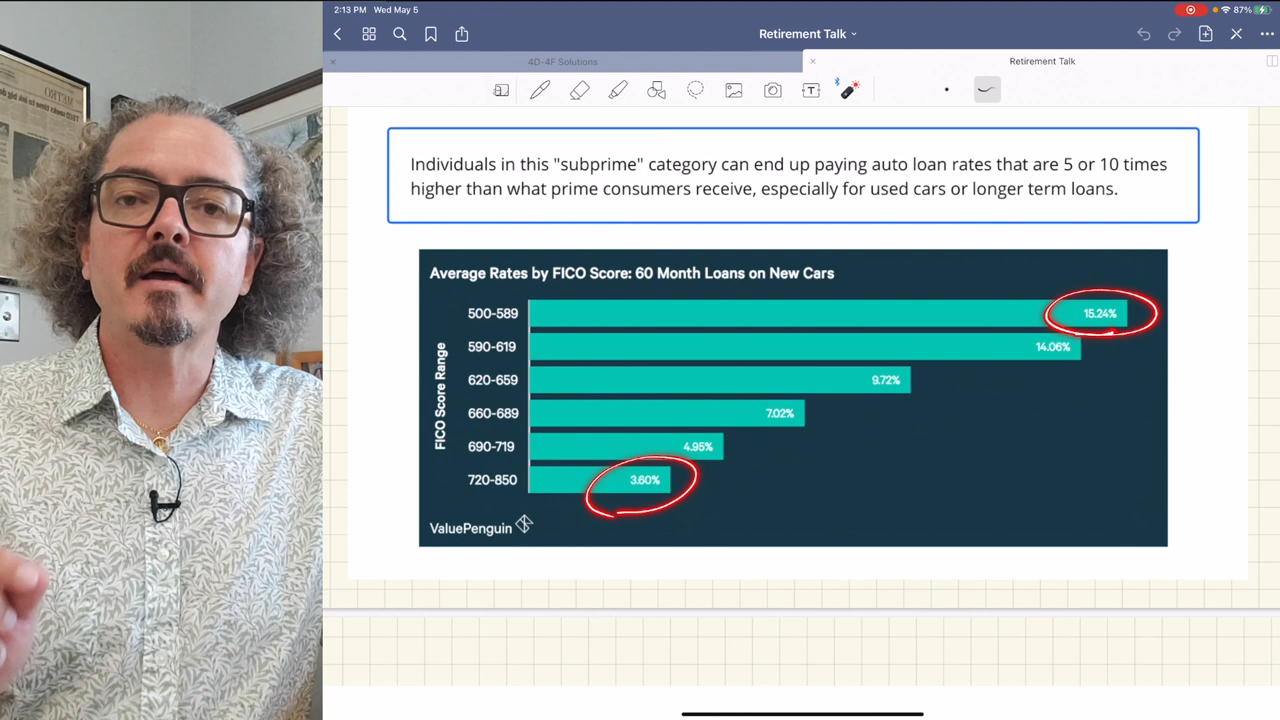 2:13 PM Wed May 5
87%
Retirement Talk
4D-4F Solutions
Retirement Talk
T
METRO
Individuals in this "subprime" category can end up paying auto loan rates that are 5 or 10 times
higher than what prime consumers receive, especially for used cars or longer term loans.
Average Rates by FICO Score: 60 Month Loans on New Cars
FICO Score Range
500-589 15.24%
590-619 14.06%
620-659 9.72%
660-689 7.02%
690-719 4.95%
720-850 3.60%
ValuePenguin